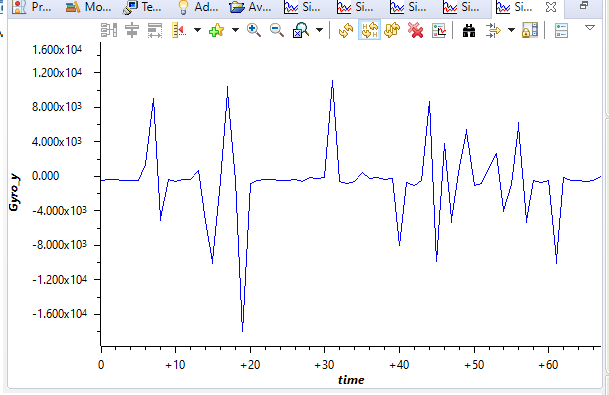 Pr... Mo... Te... Ad... Av... Si... Si... Si... Si... Si...
1.600x10⁴
1.200x10⁴
8.000x10³
4.000x10³
0.000
-4.000x10³
-8.000x10³
-1.200x10⁴
-1.600x10⁴
Gyro_y
0 +10 +20 +30 +40 +50 +60
time